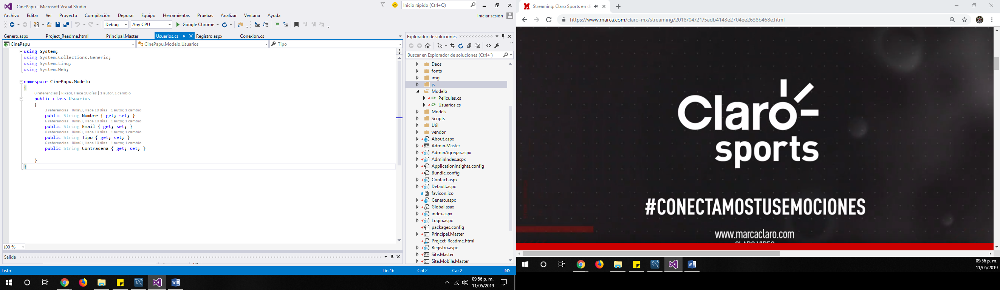 CinePapu - Microsoft Visual Studio
Inicio rápido (Ctrl+Q)
Archivo Editar Ver Proyecto Compilación Depurar Equipo Herramientas Pruebas Analizar Ventana Ayuda
Iniciar sesión
Debug Any CPU Google Chrome
Genero.aspx Project_Readme.html Principal.Master Usuarios.cs Registro.aspx Conexion.cs
CinePapu CinePapu.Modelo.Usuarios Tipo
using System;
using System.Collections.Generic;
using System.Linq;
using System.Web;
namespace CinePapu.Modelo
{
8 referencias | RikaSJ, Hace 10 días | 1 autor, 1 cambio
public class Usuarios
{
3 referencias | RikaSJ, Hace 10 días | 1 autor, 1 cambio
public String Nombre { get; set; }
6 referencias | RikaSJ, Hace 10 días | 1 autor, 1 cambio
public String Email { get; set; }
0 referencias | RikaSJ, Hace 10 días | 1 autor, 1 cambio
public String Tipo { get; set; }
6 referencias | RikaSJ, Hace 10 días | 1 autor, 1 cambio
public String Contrasena { get; set; }
}
}
100 %
Salida
Explorador de soluciones
Buscar en Explorador de soluciones (Ctrl+´)
Daos
fonts
img
js
Modelo
C# Peliculas.cs
C# Usuarios.cs
Models
Scripts
Util
vendor
About.aspx
Admin.Master
AdminAgregar.aspx
AdminIndex.aspx
ApplicationInsights.config
Bundle.config
Contact.aspx
Default.aspx
favicon.ico
Genero.aspx
Global.asax
index.aspx
Login.aspx
packages.config
Principal.Master
Project_Readme.html
Registro.aspx
Site.Master
Site.Mobile.Master
Listo Lín 16 Col 2 Car 2 INS
09:56 p. m.
11/05/2019
Streaming: Claro Sports en d
https://www.marca.com/claro-mx/streaming/2018/04/21/5adb4143e2704ee2638b468e.html
Claro
sports
#CONECTAMOSTUSEMOCIONES
www.marcaclaro.com
CLARO VIDEO
09:56 p. m.
11/05/2019